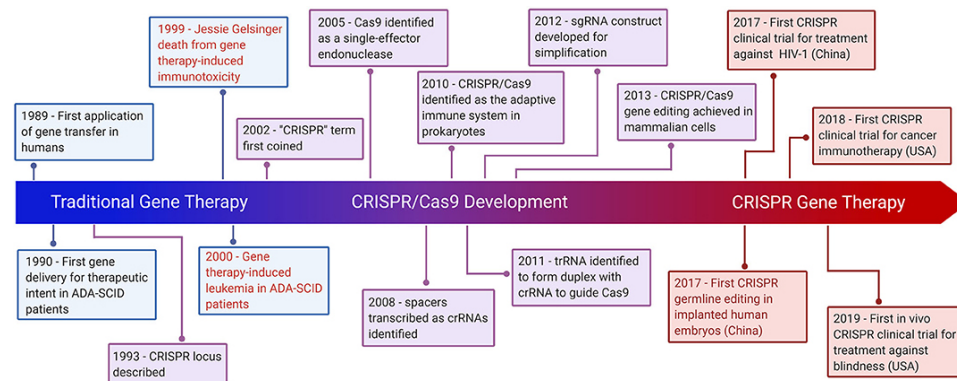 1989 - First application
of gene transfer in
humans
1999 - Jessie Gelsinger
death from gene
therapy-induced
immunotoxicity
2002 - "CRISPR" term
first coined
2005 - Cas9 identified
as a single-effector
endonuclease
2010 - CRISPR/Cas9
identified as the adaptive
immune system in
prokaryotes
2012 - sgRNA construct
developed for
simplification
2013 - CRISPR/Cas9
gene editing achieved in
mammalian cells
2017 - First CRISPR
clinical trial for treatment
against HIV-1 (China)
2018 - First CRISPR
clinical trial for cancer
immunotherapy (USA)
Traditional Gene Therapy
CRISPR/Cas9 Development
CRISPR Gene Therapy
1990 - First gene
delivery for therapeutic
intent in ADA-SCID
patients
1993 - CRISPR locus
described
2000 - Gene
therapy-induced
leukemia in ADA-SCID
patients
2008 - spacers
transcribed as crRNAs
identified
2011 - trRNA identified
to form duplex with
crRNA to guide Cas9
2017 - First CRISPR
germline editing in
implanted human
embryos (China)
2019 - First in vivo
CRISPR clinical trial for
treatment against
blindness (USA)